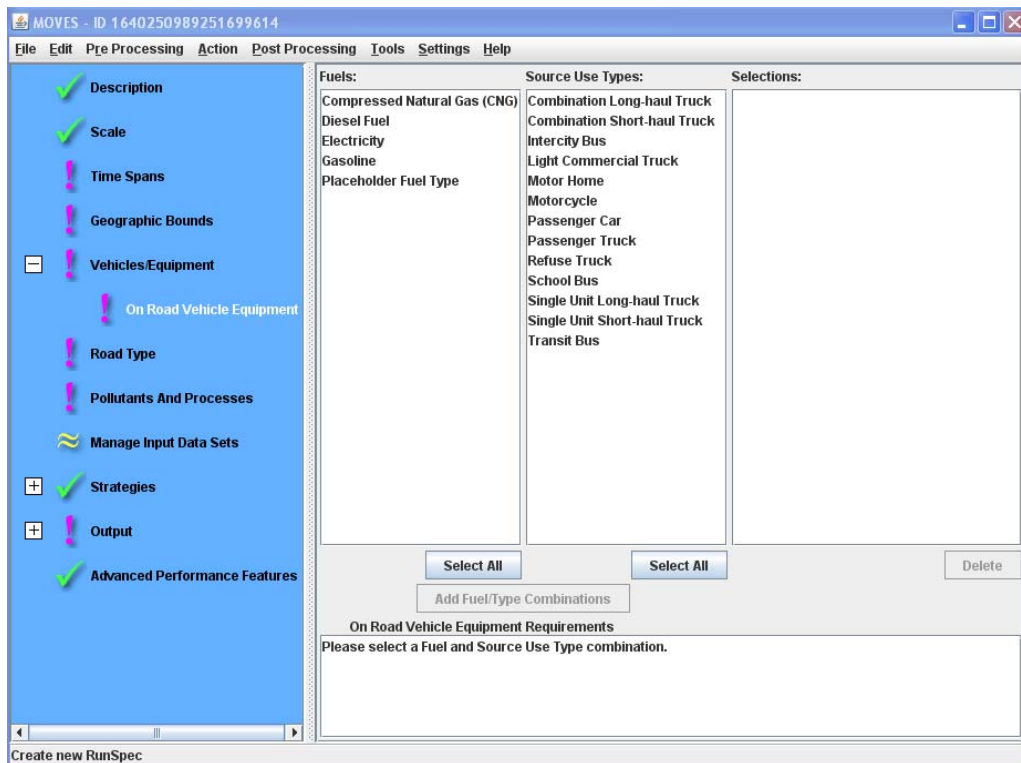 MOVES - ID 1640250989251699614
File Edit Pre Processing Action Post Processing Tools Settings Help
Description
Scale
Time Spans
Geographic Bounds
Vehicles/Equipment
On Road Vehicle Equipment
Road Type
Pollutants And Processes
Manage Input Data Sets
Strategies
Output
Advanced Performance Features
Fuels:
Compressed Natural Gas (CNG)
Diesel Fuel
Electricity
Gasoline
Placeholder Fuel Type
Select All
Source Use Types:
Combination Long-haul Truck
Combination Short-haul Truck
Intercity Bus
Light Commercial Truck
Motor Home
Motorcycle
Passenger Car
Passenger Truck
Refuse Truck
School Bus
Single Unit Long-haul Truck
Single Unit Short-haul Truck
Transit Bus
Select All
Selections:
Delete
Add Fuel/Type Combinations
On Road Vehicle Equipment Requirements
Please select a Fuel and Source Use Type combination.
Create new RunSpec